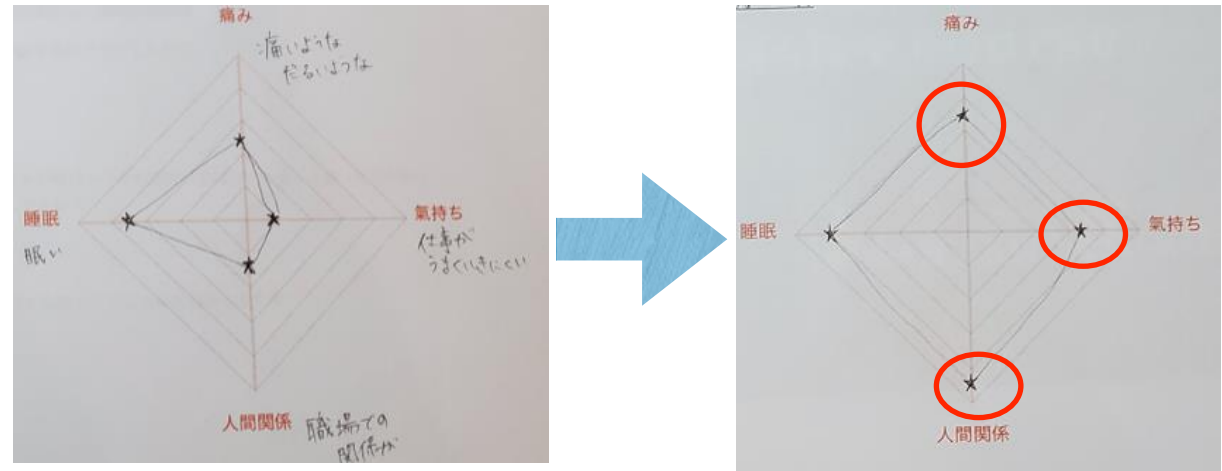 痛み
痛いような
だるいような
睡眠
眠い
氣持ち
仕事が
うまくいきにくい
人間関係
職場での
関係が
痛み
睡眠
氣持ち
人間関係